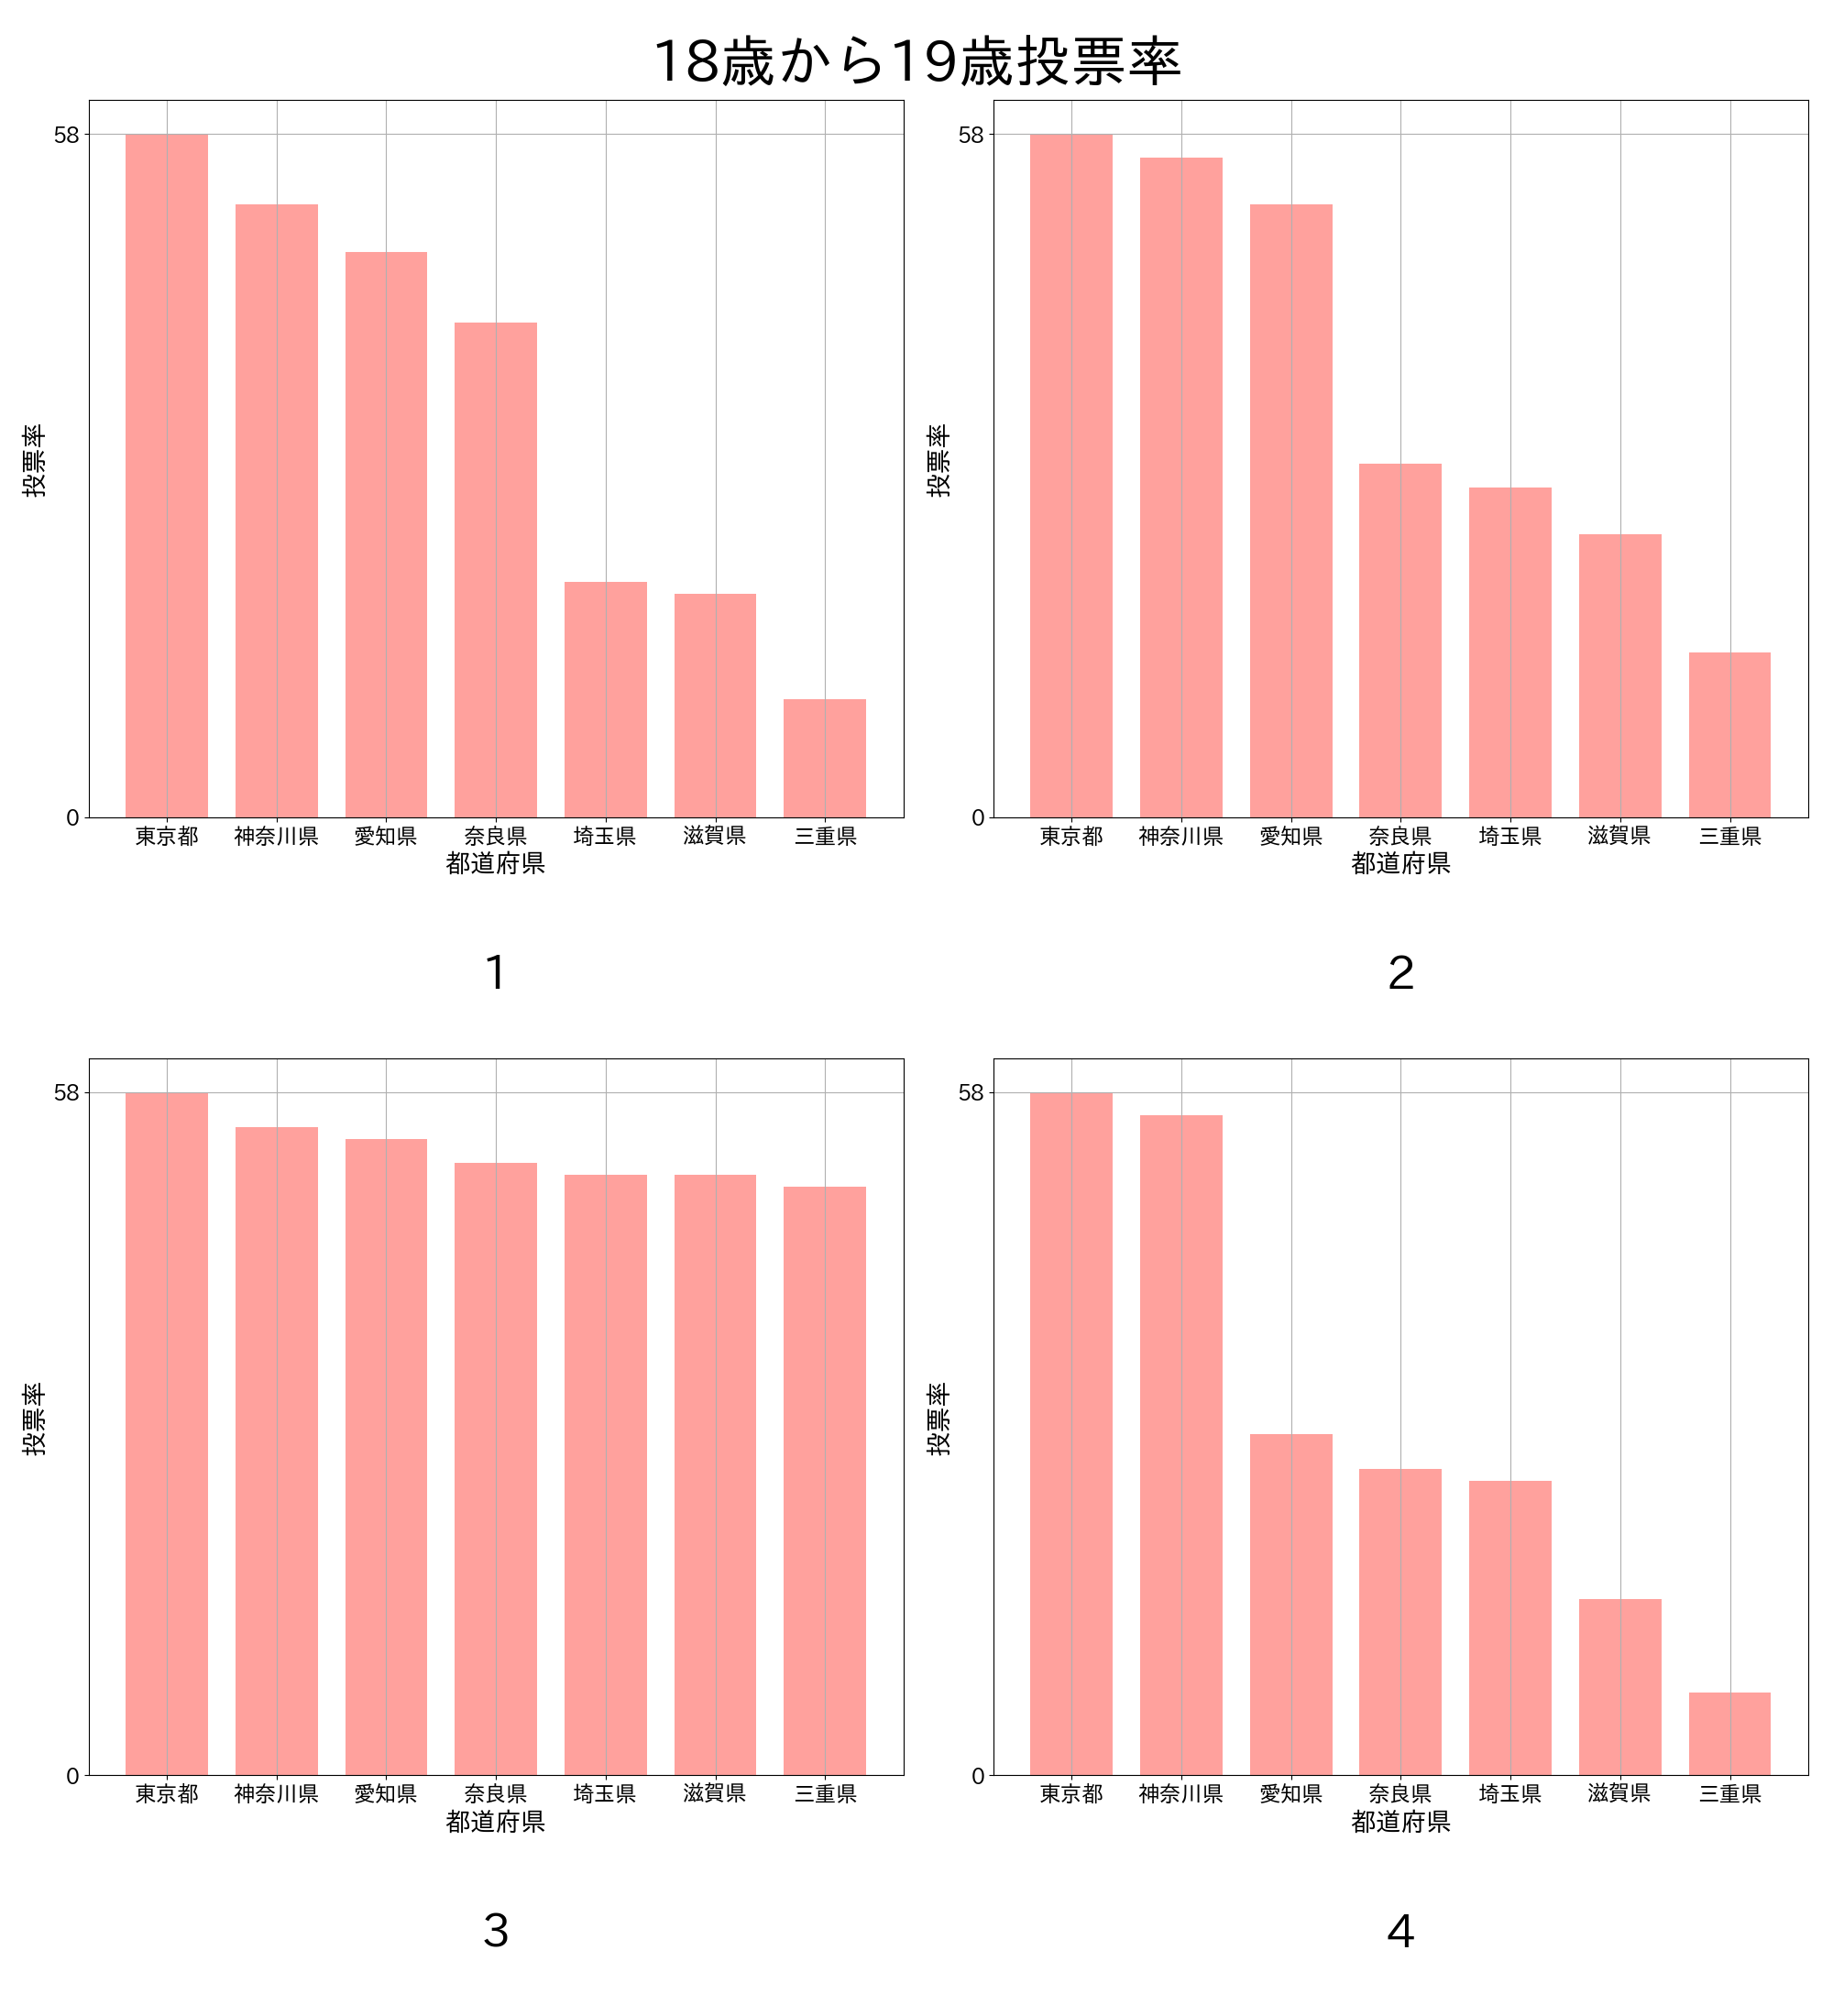 18歳から19歳投票率
58
0
投票率
東京都 神奈川県 愛知県 奈良県 埼玉県 滋賀県 三重県
都道府県
1
58
0
投票率
東京都 神奈川県 愛知県 奈良県 埼玉県 滋賀県 三重県
都道府県
2
58
0
投票率
東京都 神奈川県 愛知県 奈良県 埼玉県 滋賀県 三重県
都道府県
3
58
0
投票率
東京都 神奈川県 愛知県 奈良県 埼玉県 滋賀県 三重県
都道府県
4